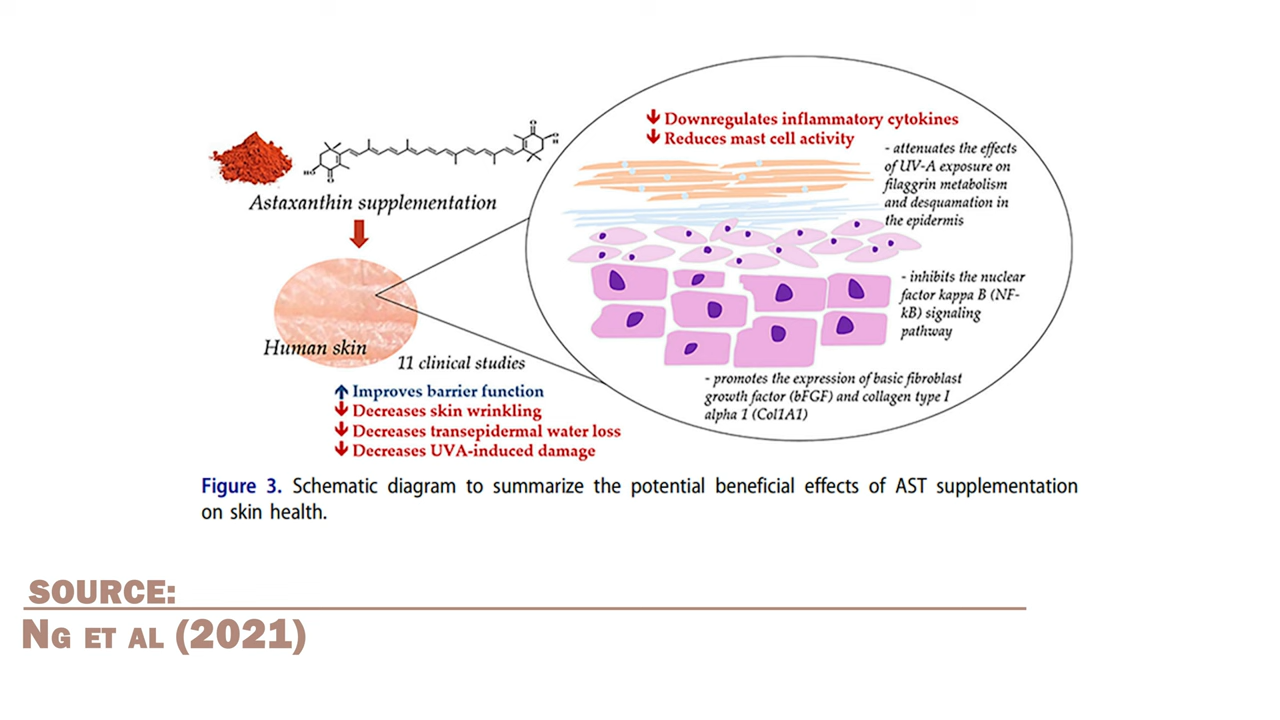 Downregulates inflammatory cytokines
Reduces mast cell activity
- attenuates the effects
of UV-A exposure on
filaggrin metabolism
and desquamation in
the epidermis
HO
O
O
H
O
Astaxanthin supplementation
- inhibits the nuclear
factor kappa B (NF-
kB) signaling
pathway
Human skin
11 clinical studies
- promotes the expression of basic fibroblast
growth factor (bFGF) and collagen type I
alpha 1 (Col1A1)
Improves barrier function
Decreases skin wrinkling
Decreases transepidermal water loss
Decreases UVA-induced damage
Figure 3. Schematic diagram to summarize the potential beneficial effects of AST supplementation
on skin health.
SOURCE:
NG ET AL (2021)